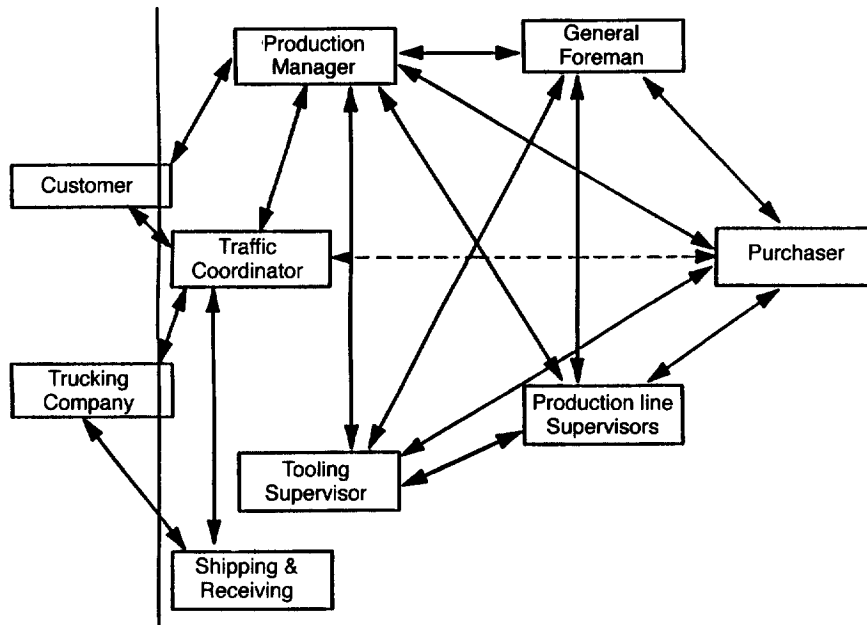 Production
Manager
General
Foreman
Customer
Traffic
Coordinator
Purchaser
Trucking
Company
Production line
Supervisors
Tooling
Supervisor
Shipping &
Receiving